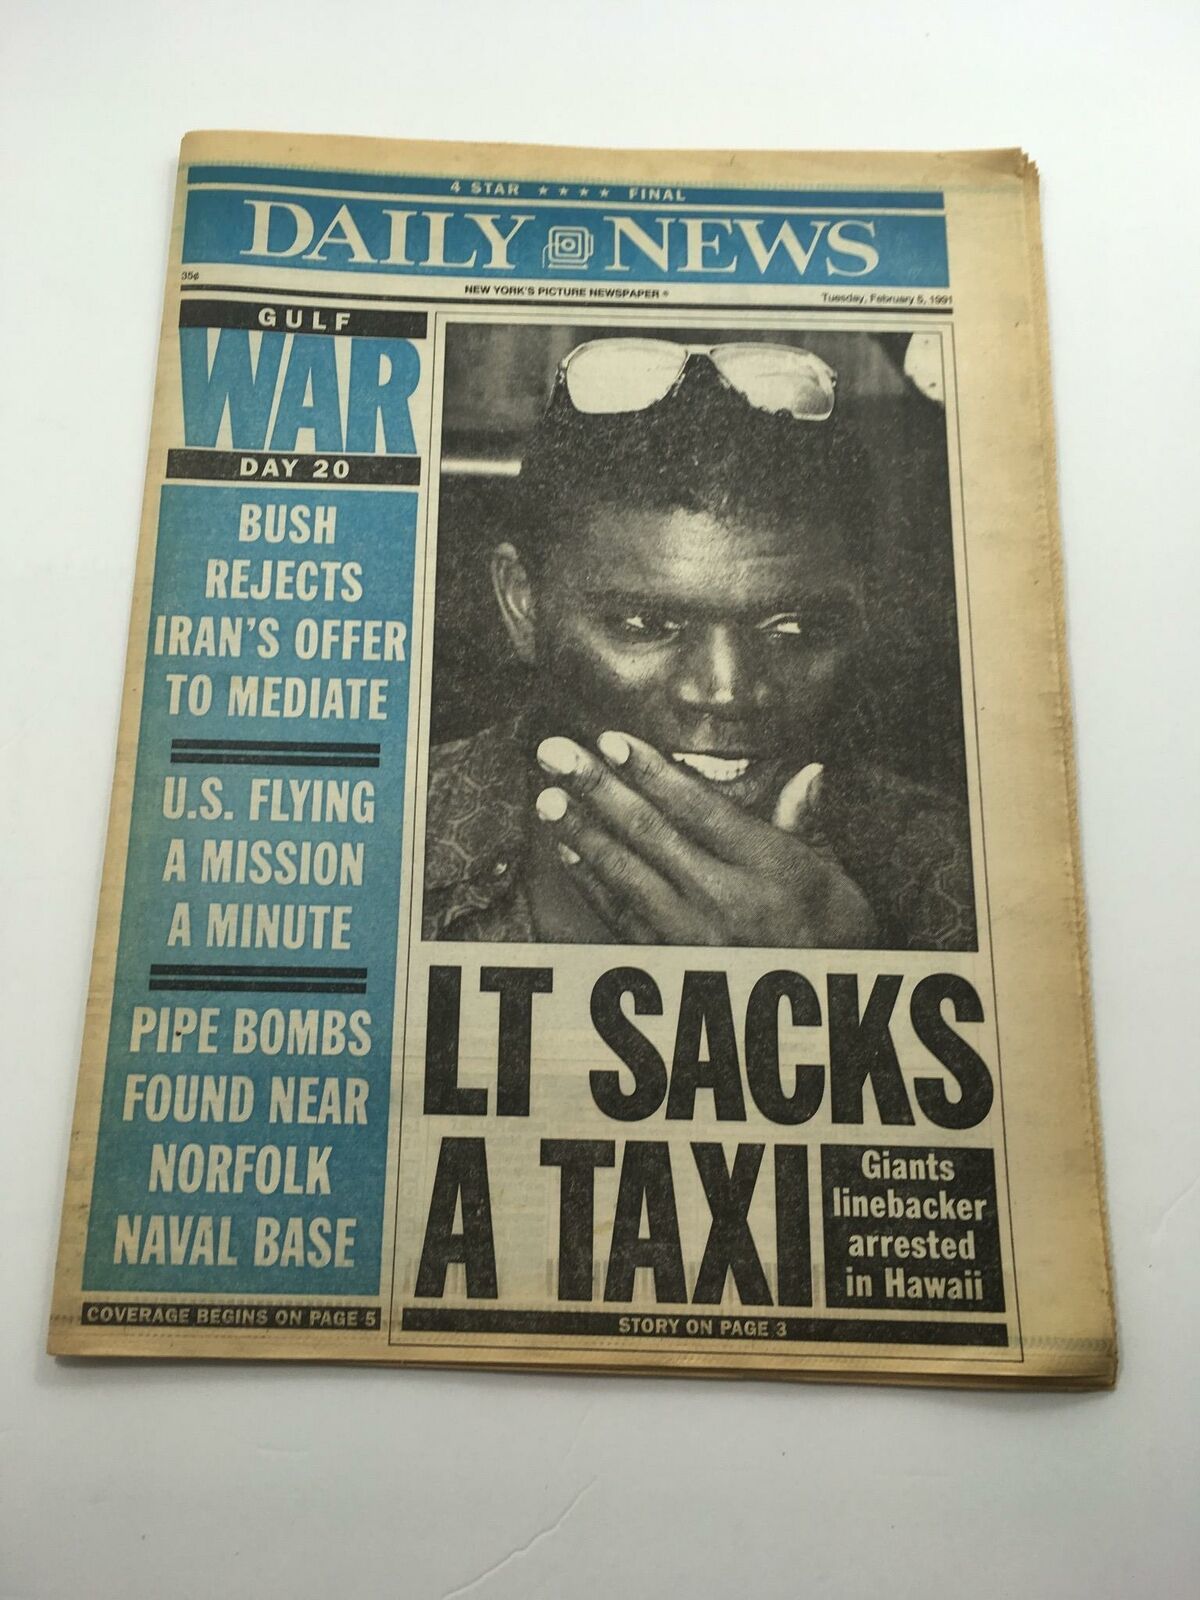 4 STAR ★ ★ ★ ★ FINAL
DAILY NEWS
35¢
NEW YORK'S PICTURE NEWSPAPER ®
Tuesday, February 5, 1991
GULF
WAR
DAY 20
BUSH
REJECTS
IRAN'S OFFER
TO MEDIATE
U.S. FLYING
A MISSION
A MINUTE
PIPE BOMBS
FOUND NEAR
NORFOLK
NAVAL BASE
COVERAGE BEGINS ON PAGE 5
LT SACKS
A TAXI
Giants
linebacker
arrested
in Hawaii
STORY ON PAGE 3